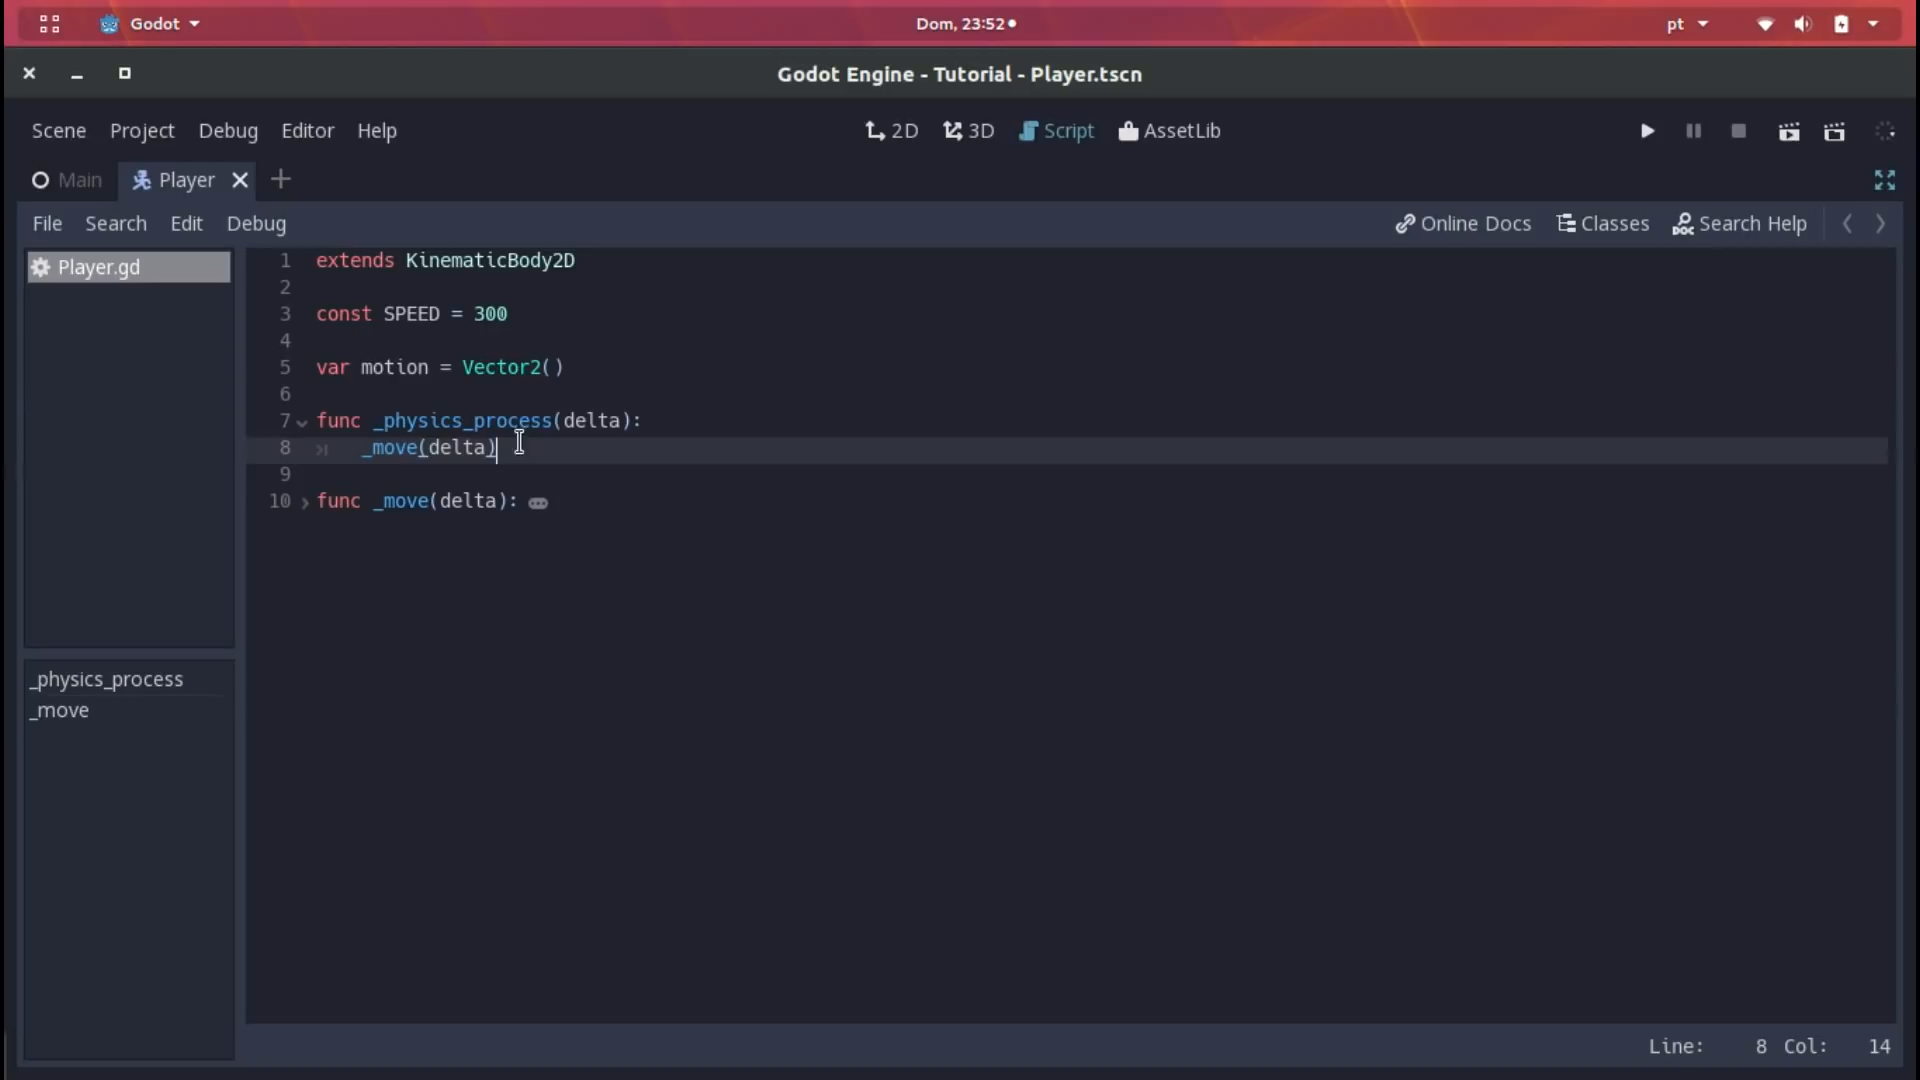 Godot
Dom, 23:52
pt
Godot Engine - Tutorial - Player.tscn
Scene Project Debug Editor Help
2D 3D Script AssetLib
Main Player
File Search Edit Debug
Online Docs Classes Search Help
Player.gd
1 extends KinematicBody2D
2
3 const SPEED = 300
4
5 var motion = Vector2()
6
7 func _physics_process(delta):
8 _move(delta)
9
10 func _move(delta):
_physics_process
_move
Line: 8 Col: 14